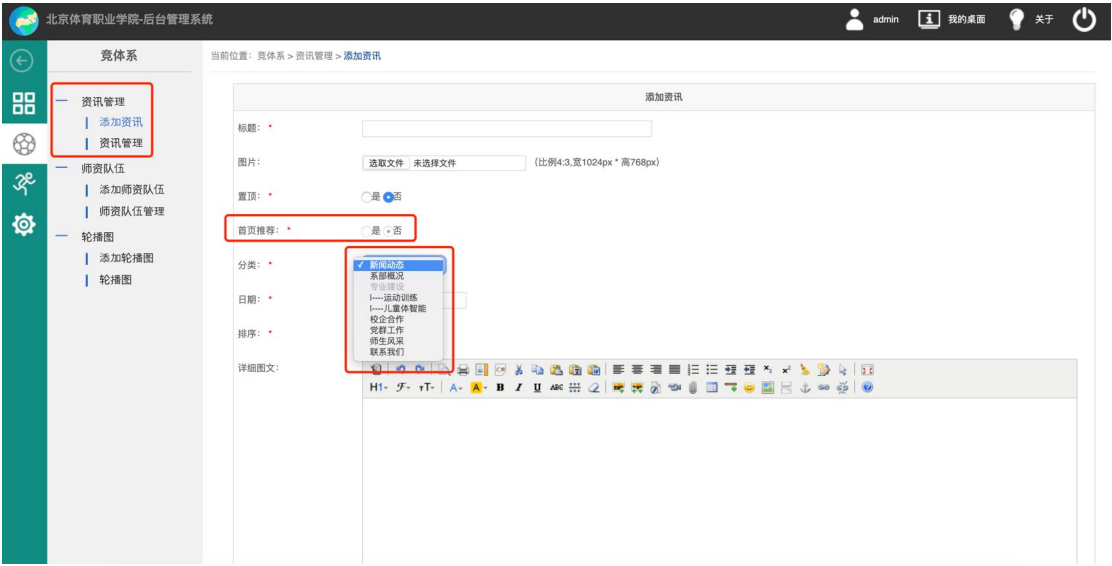 北京体育职业学院-后台管理系统
admin
我的桌面
关于
竞体系
当前位置: 竞体系 > 资讯管理 > 添加资讯
资讯管理
添加资讯
资讯管理
师资队伍
添加师资队伍
师资队伍管理
轮播图
添加轮播图
轮播图
添加资讯
标题: *
图片:
选取文件 未选择文件
(比例4:3,宽1024px * 高768px)
置顶: *
是 否
首页推荐: *
是 否
分类: *
✓ 新闻动态
系部概况
专业建设
|----运动训练
|----儿童体智能
校企合作
党群工作
师生风采
联系我们
日期: *
排序: *
详细图文:
H1 F тT A A B I U ABC